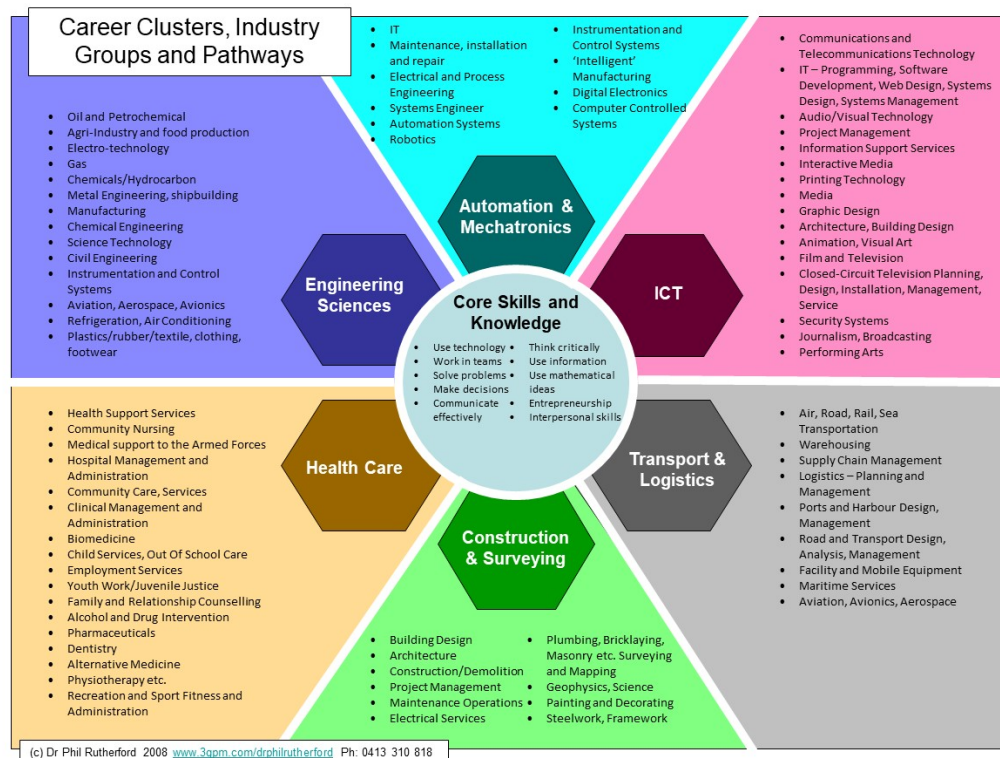 Career Clusters, Industry
Groups and Pathways
• IT
• Maintenance, installation
and repair
• Electrical and Process
Engineering
• Systems Engineer
• Automation Systems
• Robotics
• Instrumentation and
Control Systems
• ‘Intelligent’
Manufacturing
• Digital Electronics
• Computer Controlled
Systems
Automation &
Mechatronics
• Communications and
Telecommunications Technology
• IT – Programming, Software
Development, Web Design, Systems
Design, Systems Management
• Audio/Visual Technology
• Project Management
• Information Support Services
• Interactive Media
• Printing Technology
• Media
• Graphic Design
• Architecture, Building Design
• Animation, Visual Art
• Film and Television
• Closed-Circuit Television Planning,
Design, Installation, Management,
Service
• Security Systems
• Journalism, Broadcasting
• Performing Arts
ICT
• Oil and Petrochemical
• Agri-Industry and food production
• Electro-technology
• Gas
• Chemicals/Hydrocarbon
• Metal Engineering, shipbuilding
• Manufacturing
• Chemical Engineering
• Science Technology
• Civil Engineering
• Instrumentation and Control
Systems
• Aviation, Aerospace, Avionics
• Refrigeration, Air Conditioning
• Plastics/rubber/textile, clothing,
footwear
Engineering
Sciences
Core Skills and
Knowledge
• Use technology
• Work in teams
• Solve problems
• Make decisions
• Communicate
effectively
• Think critically
• Use information
• Use mathematical
ideas
• Entrepreneurship
• Interpersonal skills
• Health Support Services
• Community Nursing
• Medical support to the Armed Forces
• Hospital Management and
Administration
• Community Care, Services
• Clinical Management and
Administration
• Biomedicine
• Child Services, Out Of School Care
• Employment Services
• Youth Work/Juvenile Justice
• Family and Relationship Counselling
• Alcohol and Drug Intervention
• Pharmaceuticals
• Dentistry
• Alternative Medicine
• Physiotherapy etc.
• Recreation and Sport Fitness and
Administration
Health Care
Transport &
Logistics
• Air, Road, Rail, Sea
Transportation
• Warehousing
• Supply Chain Management
• Logistics – Planning and
Management
• Ports and Harbour Design,
Management
• Road and Transport Design,
Analysis, Management
• Facility and Mobile Equipment
• Maritime Services
• Aviation, Avionics, Aerospace
Construction
& Surveying
• Building Design
• Architecture
• Construction/Demolition
• Project Management
• Maintenance Operations
• Electrical Services
• Plumbing, Bricklaying,
Masonry etc. Surveying
and Mapping
• Geophysics, Science
• Painting and Decorating
• Steelwork, Framework
(c) Dr Phil Rutherford 2008 www.3gpm.com/drphilrutherford Ph: 0413 310 818